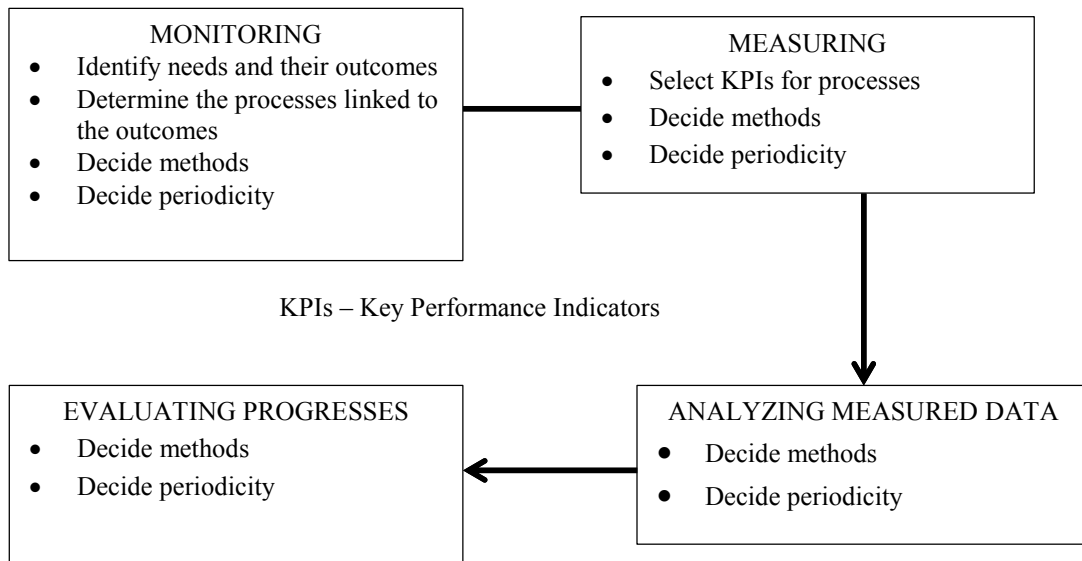 MONITORING
• Identify needs and their outcomes
• Determine the processes linked to
the outcomes
• Decide methods
• Decide periodicity
MEASURING
• Select KPIs for processes
• Decide methods
• Decide periodicity
KPIs – Key Performance Indicators
EVALUATING PROGRESSES
• Decide methods
• Decide periodicity
ANALYZING MEASURED DATA
• Decide methods
• Decide periodicity